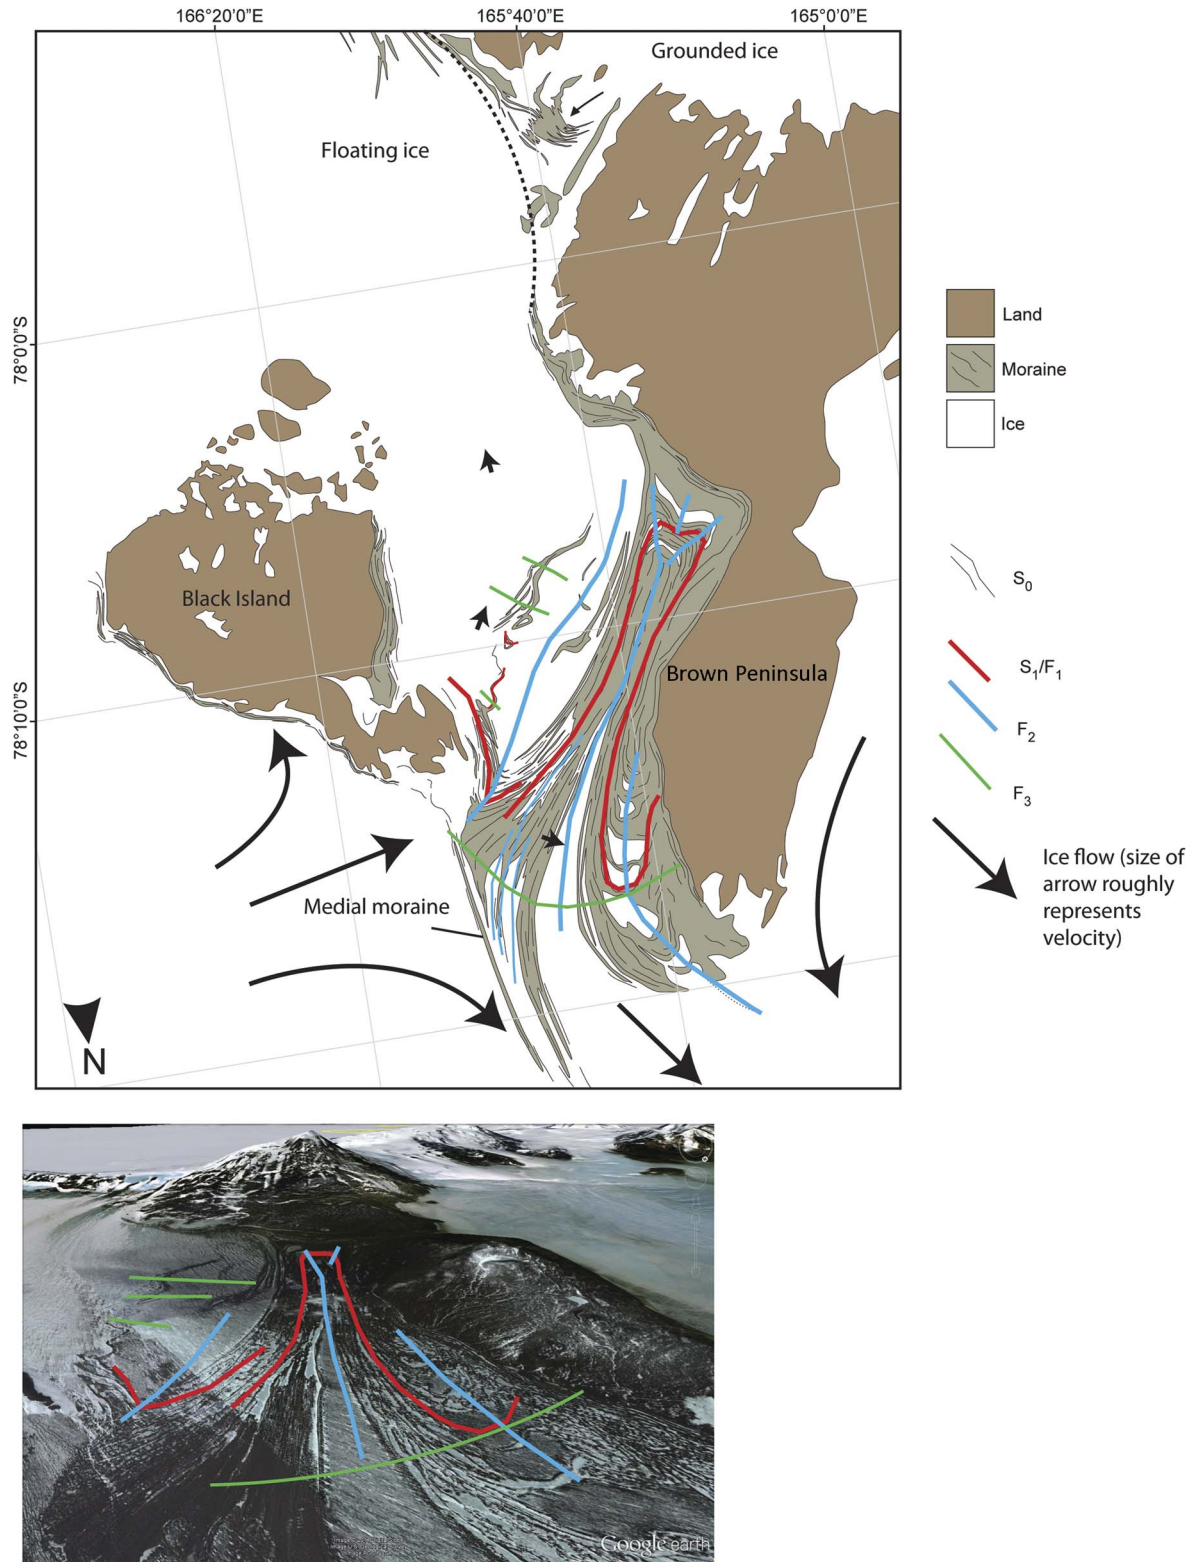 166°20'0"E
165°40'0"E
165°0'0"E
Grounded ice
Floating ice
78°0'0"S
Land
Moraine
Ice
Black Island
S0
Brown Peninsula
S1/F1
78°10'0"S
F2
F3
Ice flow (size of
arrow roughly
represents
velocity)
Medial moraine
N
Google earth